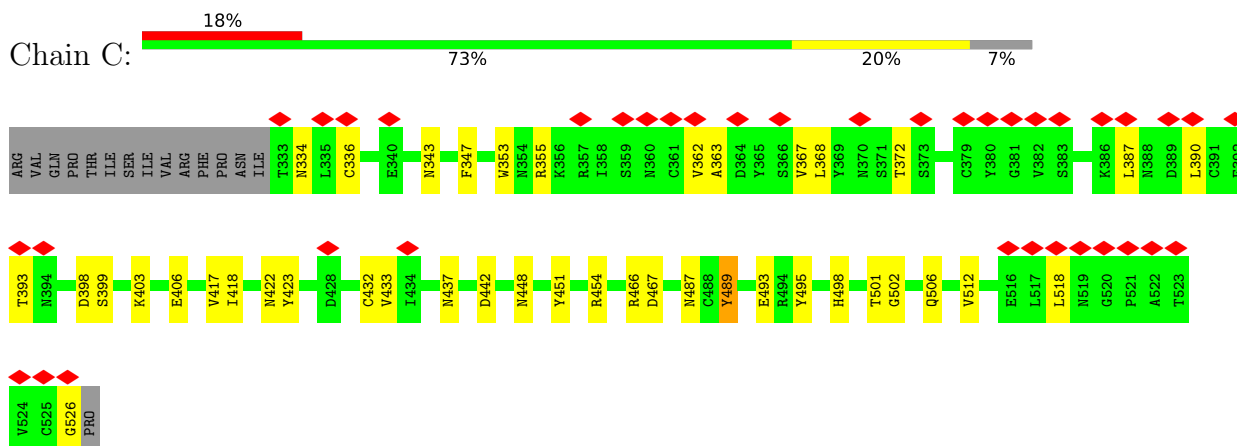 18%
Chain C:
73% 20% 7%
ARG VAL GLN PRO THR ILE SER ILE VAL ARG PHE PRO ASN ILE T333 N334 L335 C336 E340 N343 F347 W353 N354 R355 K356 R357 I358 S359 N360 C361 V362 A363 D364 Y365 S366 V367 L368 Y369 N370 S371 T372 S373 C379 Y380 G381 V382 S383 K386 L387 N388 D389 L390 C391
T393 N394 D398 S399 K403 E406 V417 I418 N422 Y423 D428 C432 V433 I434 N437 D442 N448 Y451 R454 R466 D467 N487 C488 Y489 E493 R494 Y495 H498 T501 G502 Q506 V512 E516 L517 L518 N519 G520 P521 A522 T523
V524 C525 G526 PRO